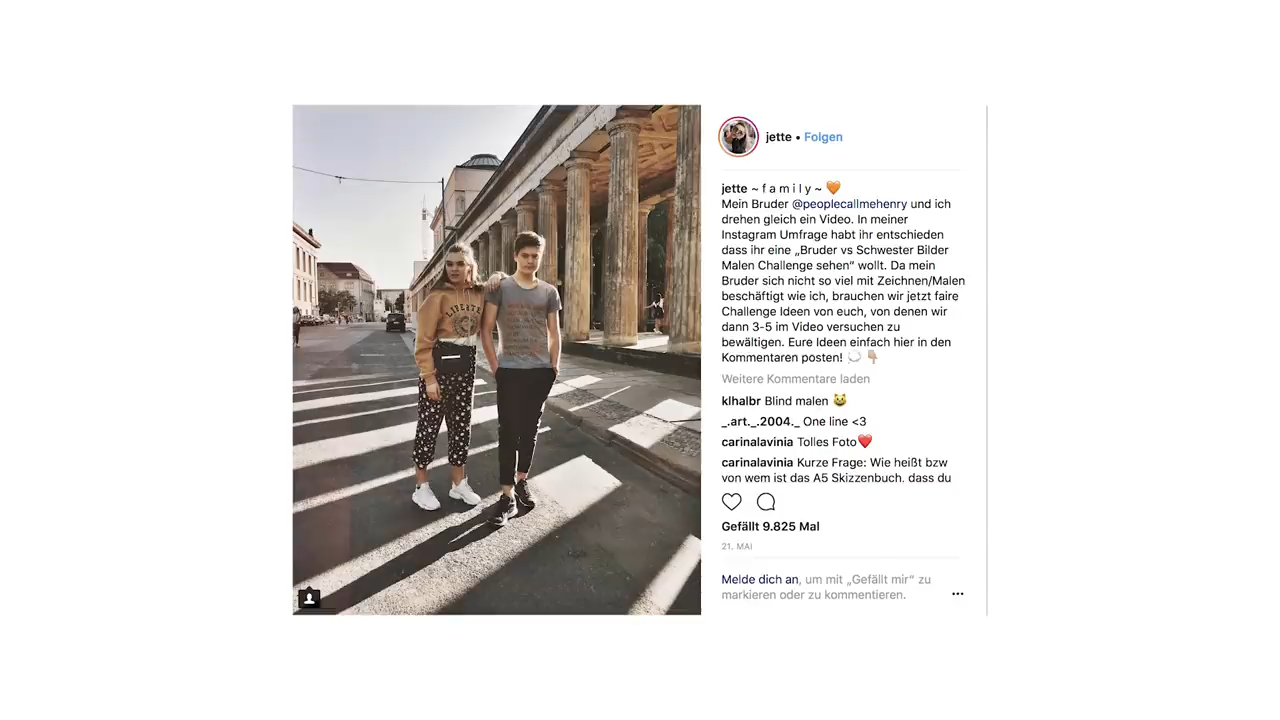 LIBERTÉ
jette • Folgen
jette ~ f a m i l y ~ 🧡
Mein Bruder @peoplecallmehenry und ich
drehen gleich ein Video. In meiner
Instagram Umfrage habt ihr entschieden
dass ihr eine „Bruder vs Schwester Bilder
Malen Challenge sehen“ wollt. Da mein
Bruder sich nicht so viel mit Zeichnen/Malen
beschäftigt wie ich, brauchen wir jetzt faire
Challenge Ideen von euch, von denen wir
dann 3-5 im Video versuchen zu
bewältigen. Eure Ideen einfach hier in den
Kommentaren posten! 💭 👇🏼
Weitere Kommentare laden
klhalbr Blind malen 😺
_.art._.2004._ One line <3
carinalavinia Tolles Foto❤️
carinalavinia Kurze Frage: Wie heißt bzw
von wem ist das A5 Skizzenbuch. dass du
Gefällt 9.825 Mal
21. MAI
Melde dich an, um mit „Gefällt mir“ zu
markieren oder zu kommentieren.